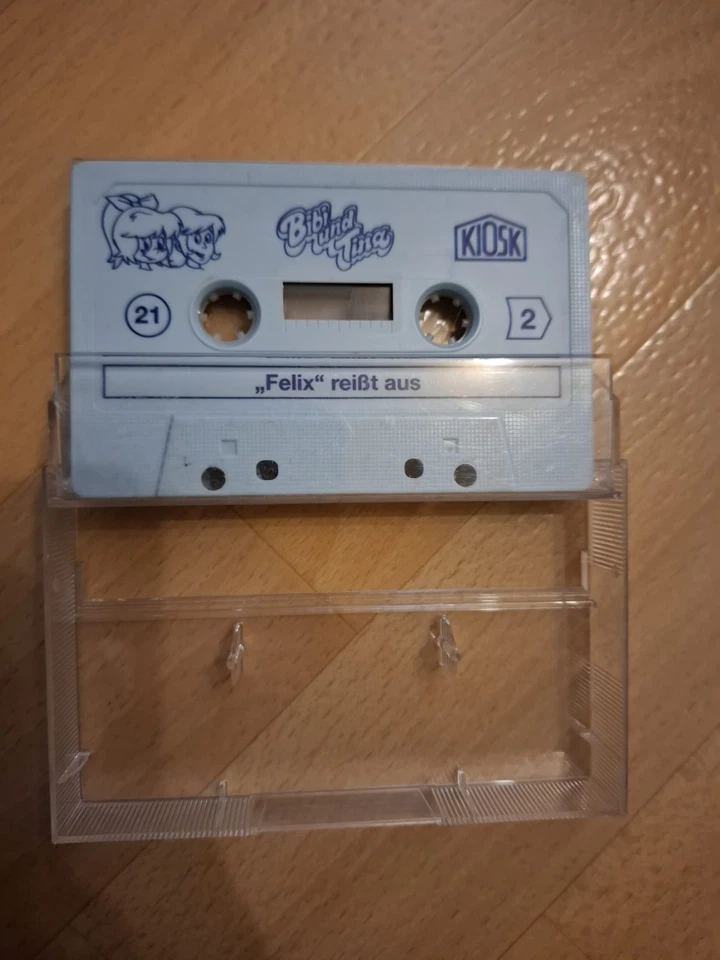 Bibi
und
Tina
KIOSK
21
2
„Felix“ reißt aus